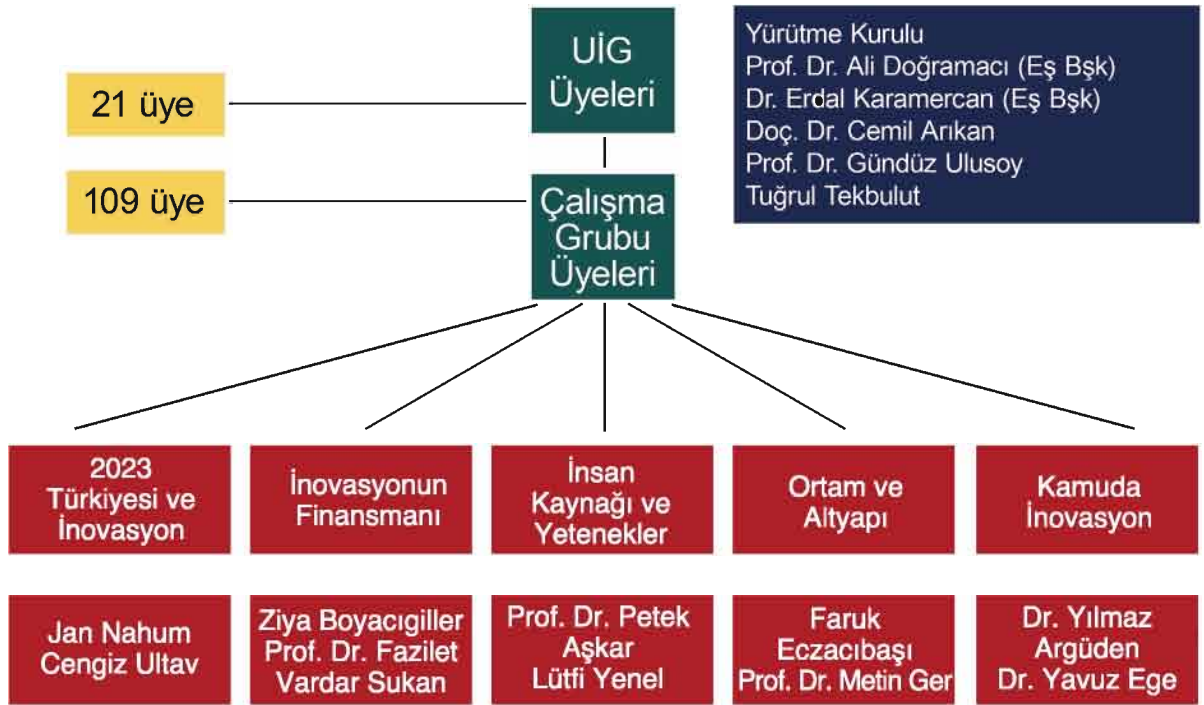 UİG
Üyeleri
Yürütme Kurulu
Prof. Dr. Ali Doğramacı (Eş Bşk)
Dr. Erdal Karamercan (Eş Bşk)
Doç. Dr. Cemil Arıkan
Prof. Dr. Gündüz Ulusoy
Tuğrul Tekbulut
21 üye
109 üye
Çalışma
Grubu
Üyeleri
2023
Türkiyesi ve
İnovasyon
İnovasyonun
Finansmanı
İnsan
Kaynağı ve
Yetenekler
Ortam ve
Altyapı
Kamuda
İnovasyon
Jan Nahum
Cengiz Ultav
Ziya Boyacıgiller
Prof. Dr. Fazilet
Vardar Sukan
Prof. Dr. Petek
Aşkar
Lütfi Yenel
Faruk
Eczacıbaşı
Prof. Dr. Metin Ger
Dr. Yılmaz
Argüden
Dr. Yavuz Ege